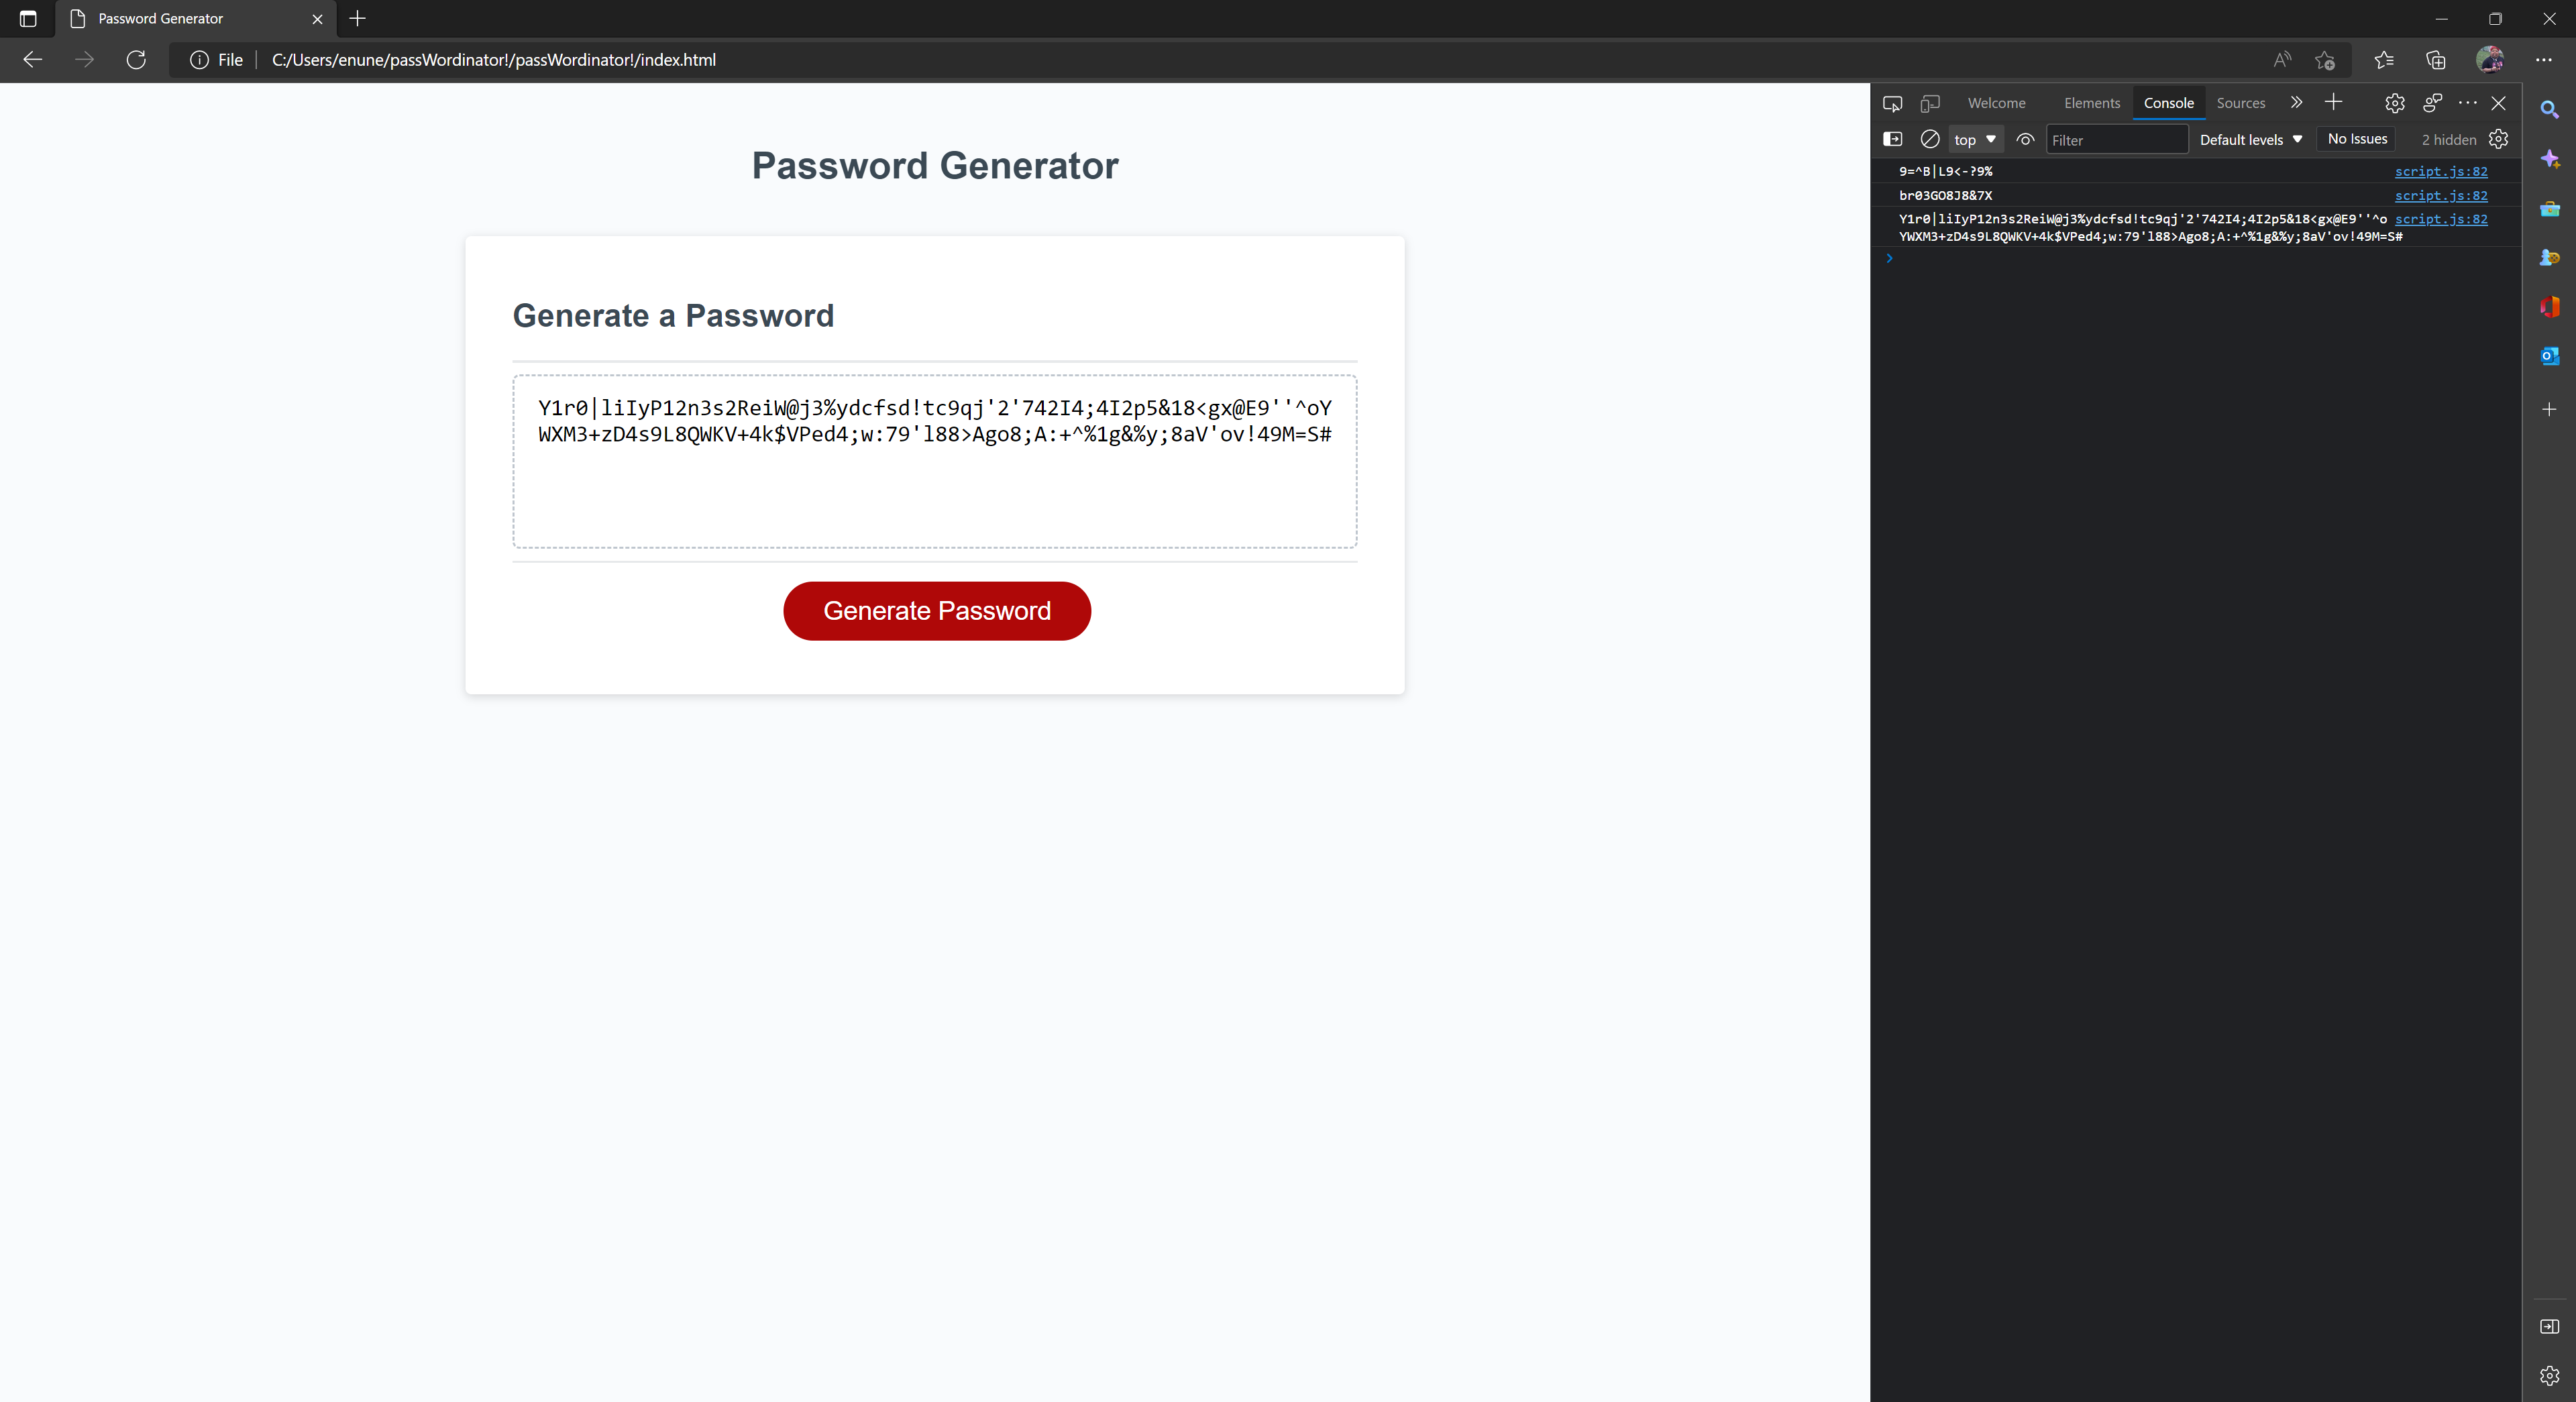 Password Generator
File
C:/Users/enune/passWordinator!/passWordinator!/index.html
Password Generator
Generate a Password
Y1r0|liIyP12n3s2ReiW@j3%ydcfsd!tc9qj'2'742I4;4I2p5&18<gx@E9''^oY
WXM3+zD4s9L8QWKV+4k$VPed4;w:79'l88>Ago8;A:+^%1g&%y;8aV'ov!49M=S#
Generate Password
Welcome Elements Console Sources
top Filter Default levels No Issues 2 hidden
9=^B|L9<-?9% script.js:82
br03GO8J8&7X script.js:82
Y1r0|liIyP12n3s2ReiW@j3%ydcfsd!tc9qj'2'742I4;4I2p5&18<gx@E9''^o script.js:82
YWXM3+zD4s9L8QWKV+4k$VPed4;w:79'l88>Ago8;A:+^%1g&%y;8aV'ov!49M=S#